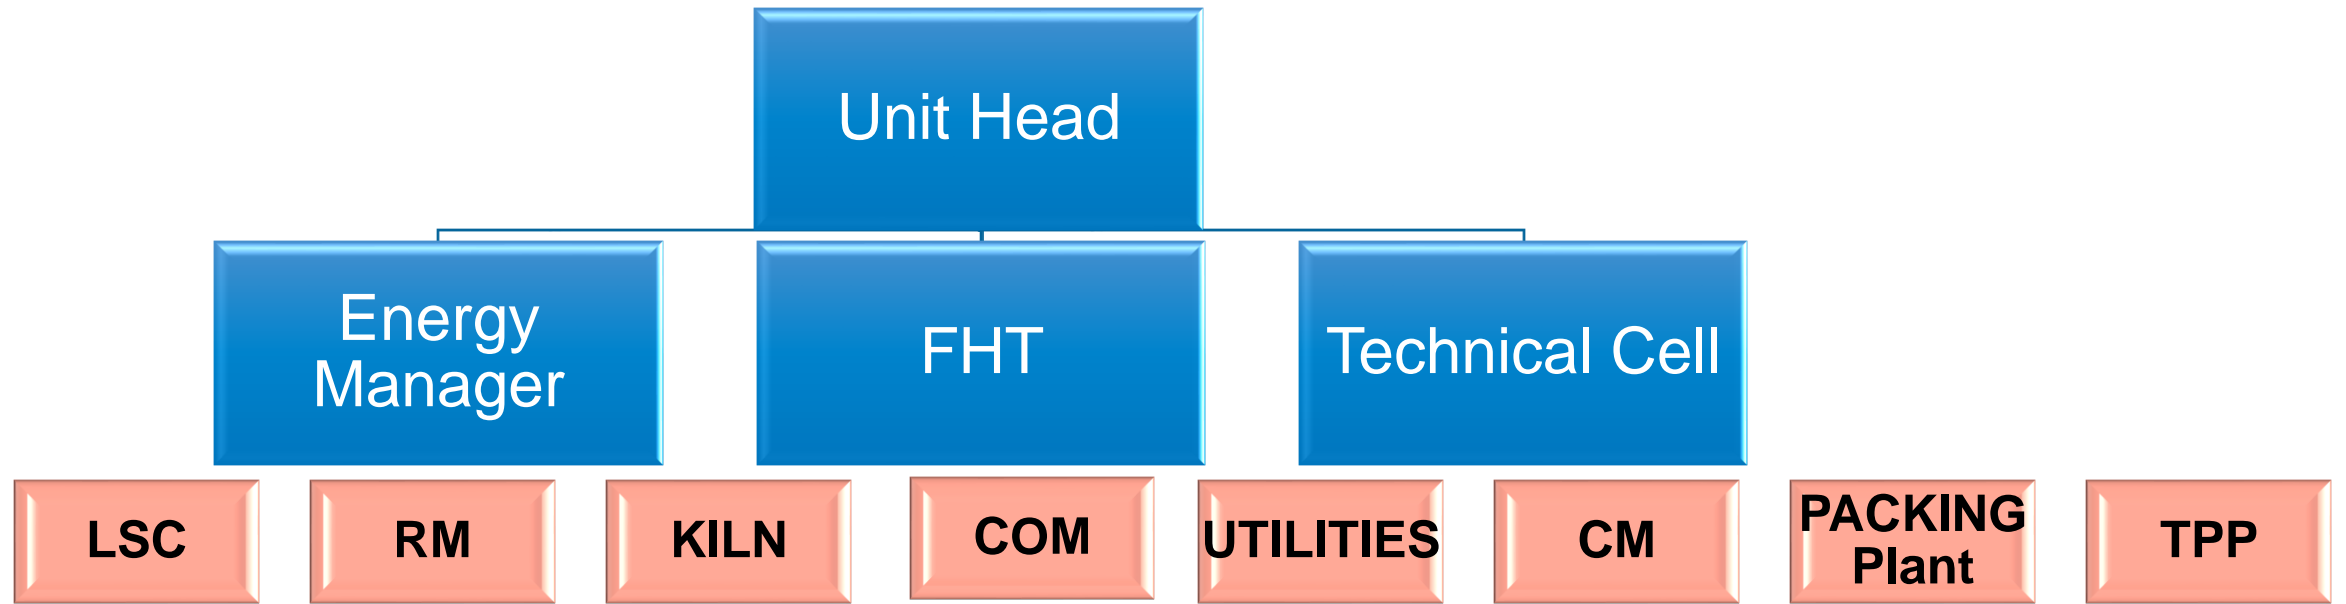 Unit Head
Energy
Manager
FHT
Technical Cell
LSC
RM
KILN
COM
UTILITIES
CM
PACKING
Plant
TPP